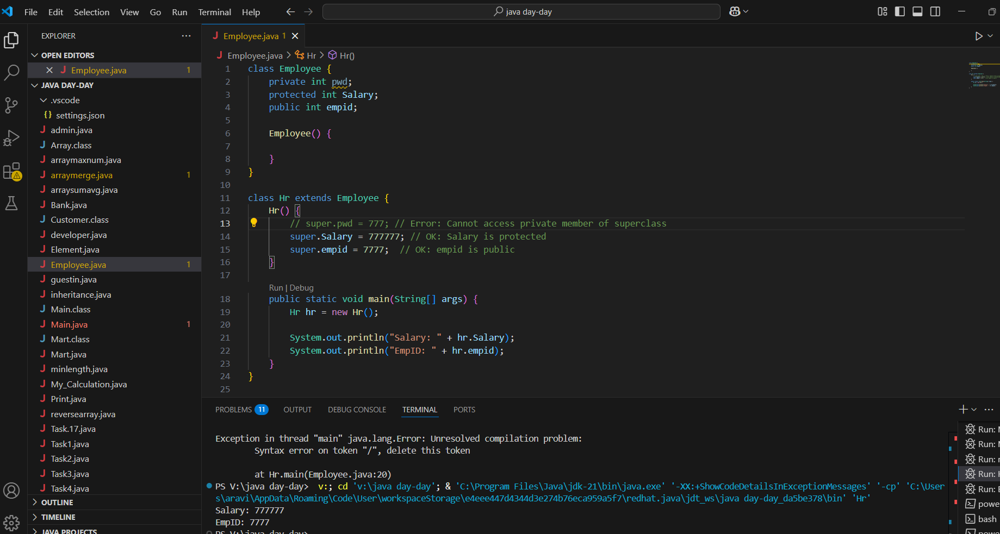 File Edit Selection View Go Run Terminal Help
java day-day
EXPLORER
OPEN EDITORS
Employee.java 1
JAVA DAY-DAY
.vscode
{} settings.json
J admin.java
J Array.class
J arraymaxnum.java
J arraymerge.java 1
J arraysumavg.java
J Bank.java
J Customer.class
J developer.java
J Element.java
J Employee.java 1
J guestin.java
J inheritance.java
J Main.class
J Main.java 1
J Mart.class
J Mart.java
J minlength.java
J My_Calculation.java
J Print.java
J reversearray.java
J Task.17.java
J Task1.java
J Task2.java
J Task3.java
J Task4.java
OUTLINE
TIMELINE
JAVA PROJECTS
J Employee.java 1
J Employee.java > Hr > Hr()
1 class Employee {
2 private int pwd;
3 protected int Salary;
4 public int empid;
5
6 Employee() {
7
8 }
9 }
10
11 class Hr extends Employee {
12 Hr() {
13 // super.pwd = 777; // Error: Cannot access private member of superclass
14 super.Salary = 777777; // OK: Salary is protected
15 super.empid = 7777;  // OK: empid is public
16 }
17
Run | Debug
18 public static void main(String[] args) {
19 Hr hr = new Hr();
20
21 System.out.println("Salary: " + hr.Salary);
22 System.out.println("EmpID: " + hr.empid);
23 }
24 }
25
PROBLEMS 11 OUTPUT DEBUG CONSOLE TERMINAL PORTS
Exception in thread "main" java.lang.Error: Unresolved compilation problem:
Syntax error on token "/", delete this token
at Hr.main(Employee.java:20)
PS V:\java day-day>  v:; cd 'v:\java day-day'; & 'C:\Program Files\Java\jdk-21\bin\java.exe' '-XX:+ShowCodeDetailsInExceptionMessages' '-cp' 'C:\User
s\aravi\AppData\Roaming\Code\User\workspaceStorage\e4eee447d4344d3e274b76eca959a5f7\redhat.java\jdt_ws\java day-day_da5be378\bin' 'Hr'
Salary: 777777
EmpID: 7777
PS V:\java day-day>
Run:
Run:
Run:
Run:
Run:
powe
bash
powe